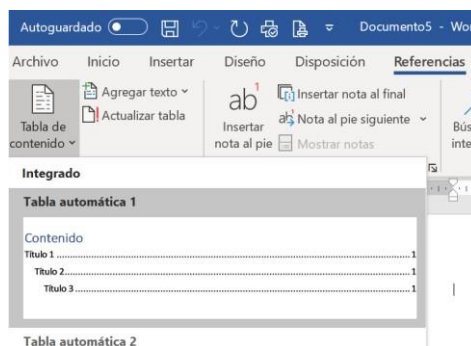 Autoguardado
Documento5 - Wor
Archivo Inicio Insertar Diseño Disposición Referencias
Tabla de contenido
Agregar texto
Actualizar tabla
ab¹
Insertar nota al pie
Insertar nota al final
Nota al pie siguiente
Mostrar notas
Bús
inte
Integrado
Tabla automática 1
Contenido
Título 1 ........ 1
Título 2 ........ 1
Título 3 ........ 1
Tabla automática 2